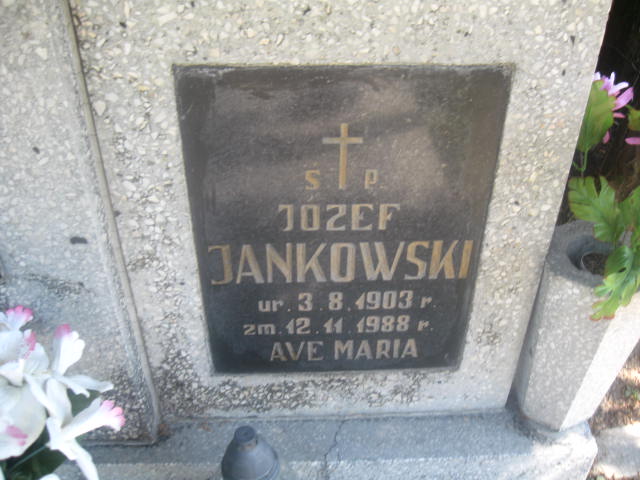 Ś P.
JÓZEF
JANKOWSKI
ur. 3. 8. 1903 r.
zm. 12. 11. 1988 r.
AVE MARIA